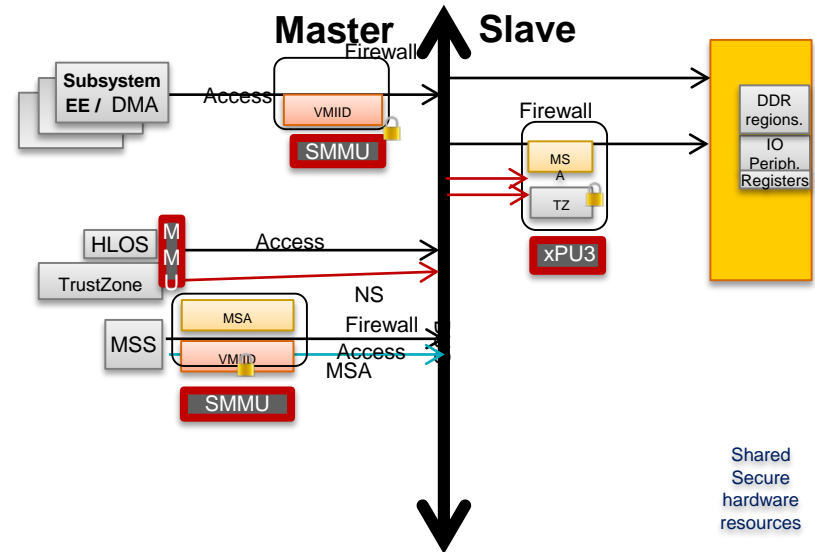 Master
Slave
Firewall
Subsystem
EE / DMA
Access
VMIID
SMMU
Firewall
MS
A
TZ
xPU3
DDR
regions.
IO
Periph.
Registers
HLOS
TrustZone
M
M
U
Access
NS
MSS
MSA
Firewall
Access
MSA
SMMU
Shared
Secure
hardware
resources